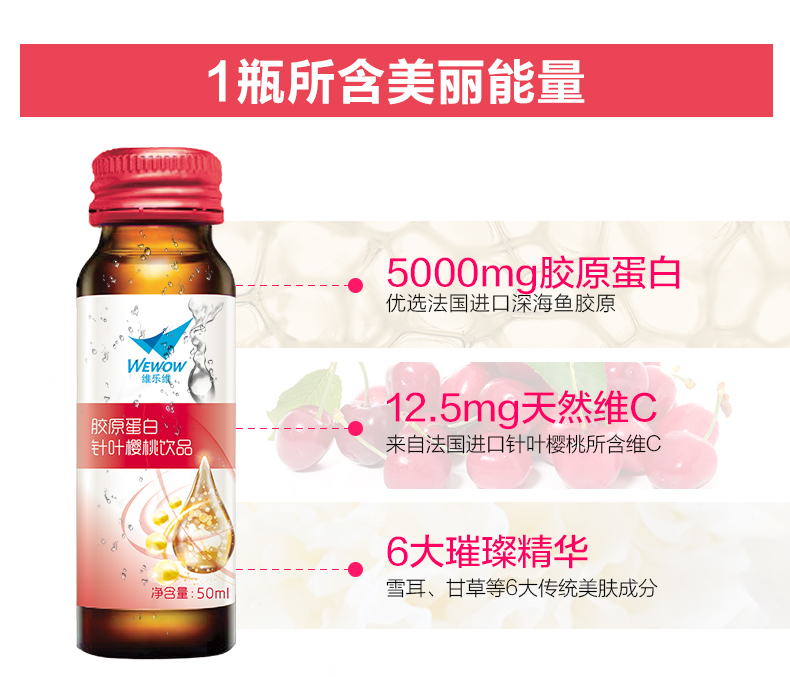 1瓶所含美丽能量
5000mg胶原蛋白
优选法国进口深海鱼胶原
WEWOW
维乐维
12.5mg天然维C
来自法国进口针叶樱桃所含维C
胶原蛋白
针叶樱桃饮品
6大璀璨精华
雪耳、甘草等6大传统美肤成分
净含量:50ml